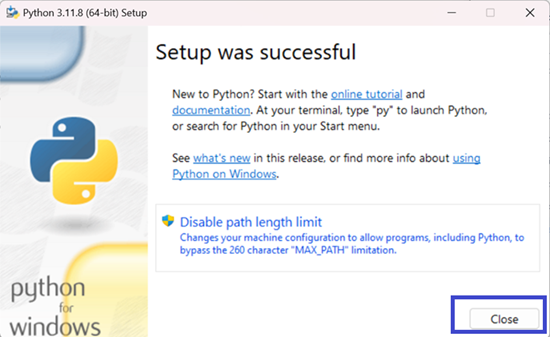 Python 3.11.8 (64-bit) Setup
Setup was successful
New to Python? Start with the online tutorial and
documentation. At your terminal, type "py" to launch Python,
or search for Python in your Start menu.
See what's new in this release, or find more info about using
Python on Windows.
Disable path length limit
Changes your machine configuration to allow programs, including Python, to
bypass the 260 character "MAX_PATH" limitation.
python
for
windows
Close